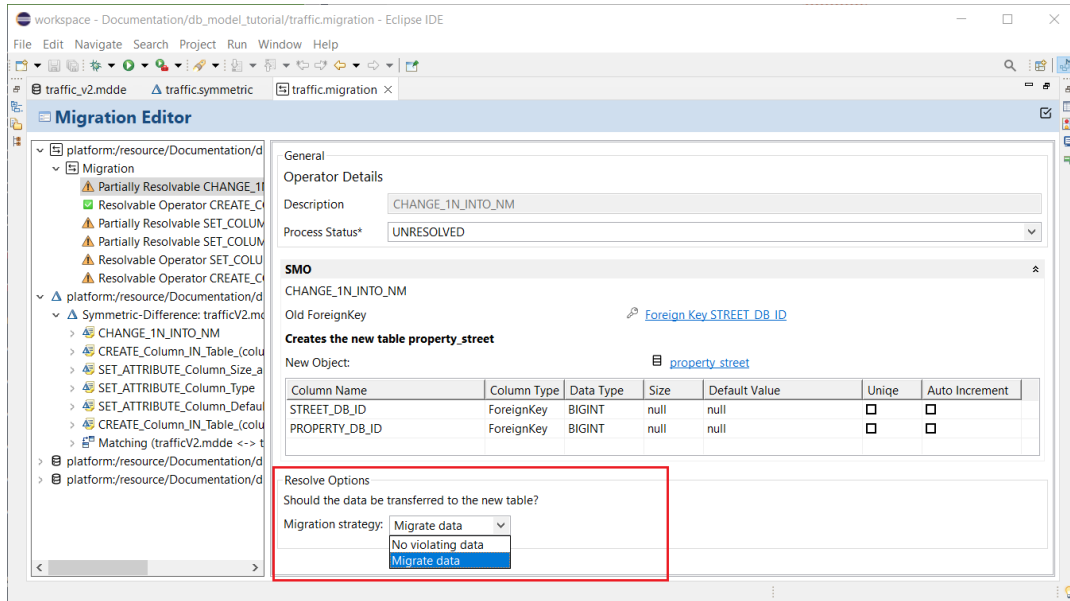 workspace - Documentation/db_model_tutorial/traffic.migration - Eclipse IDE
File Edit Navigate Search Project Run Window Help
traffic_v2.mdde traffic.symmetric traffic.migration
Migration Editor
platform:/resource/Documentation/d
Migration
Partially Resolvable CHANGE_1
Resolvable Operator CREATE_C
Partially Resolvable SET_COLUM
Partially Resolvable SET_COLUM
Resolvable Operator SET_COLU
Resolvable Operator CREATE_C
platform:/resource/Documentation/d
Symmetric-Difference: trafficV2.m
CHANGE_1N_INTO_NM
CREATE_Column_IN_Table_(colu
SET_ATTRIBUTE_Column_Size_a
SET_ATTRIBUTE_Column_Type
SET_ATTRIBUTE_Column_Defaul
CREATE_Column_IN_Table_(colu
Matching (trafficV2.mdde <-> t
platform:/resource/Documentation/d
platform:/resource/Documentation/d
General
Operator Details
Description CHANGE_1N_INTO_NM
Process Status* UNRESOLVED
SMO
CHANGE_1N_INTO_NM
Old ForeignKey Foreign Key STREET_DB_ID
Creates the new table property_street
New Object: property_street
Column Name Column Type Data Type Size Default Value Uniqe Auto Increment
STREET_DB_ID ForeignKey BIGINT null null
PROPERTY_DB_ID ForeignKey BIGINT null null
Resolve Options
Should the data be transferred to the new table?
Migration strategy: Migrate data
No violating data
Migrate data